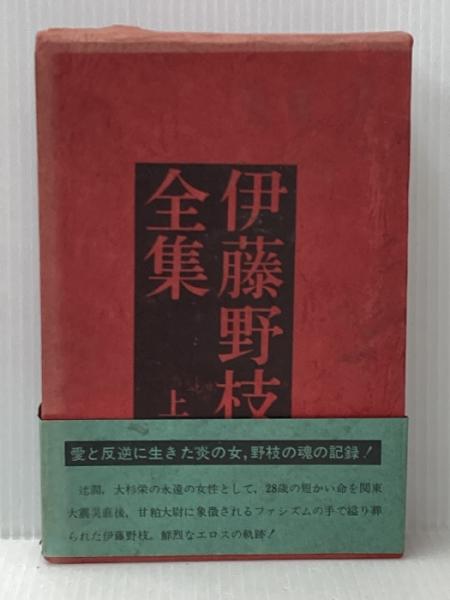 伊藤野枝
全集
上
愛と反逆に生きた炎の女,野枝の魂の記録!
辻潤,大杉栄の永遠の女性として,28歳の短かい命を関東
大震災直後,甘粕大尉に象徴されるファシズムの手で縊り葬
られた伊藤野枝。鮮烈なエロスの軌跡!